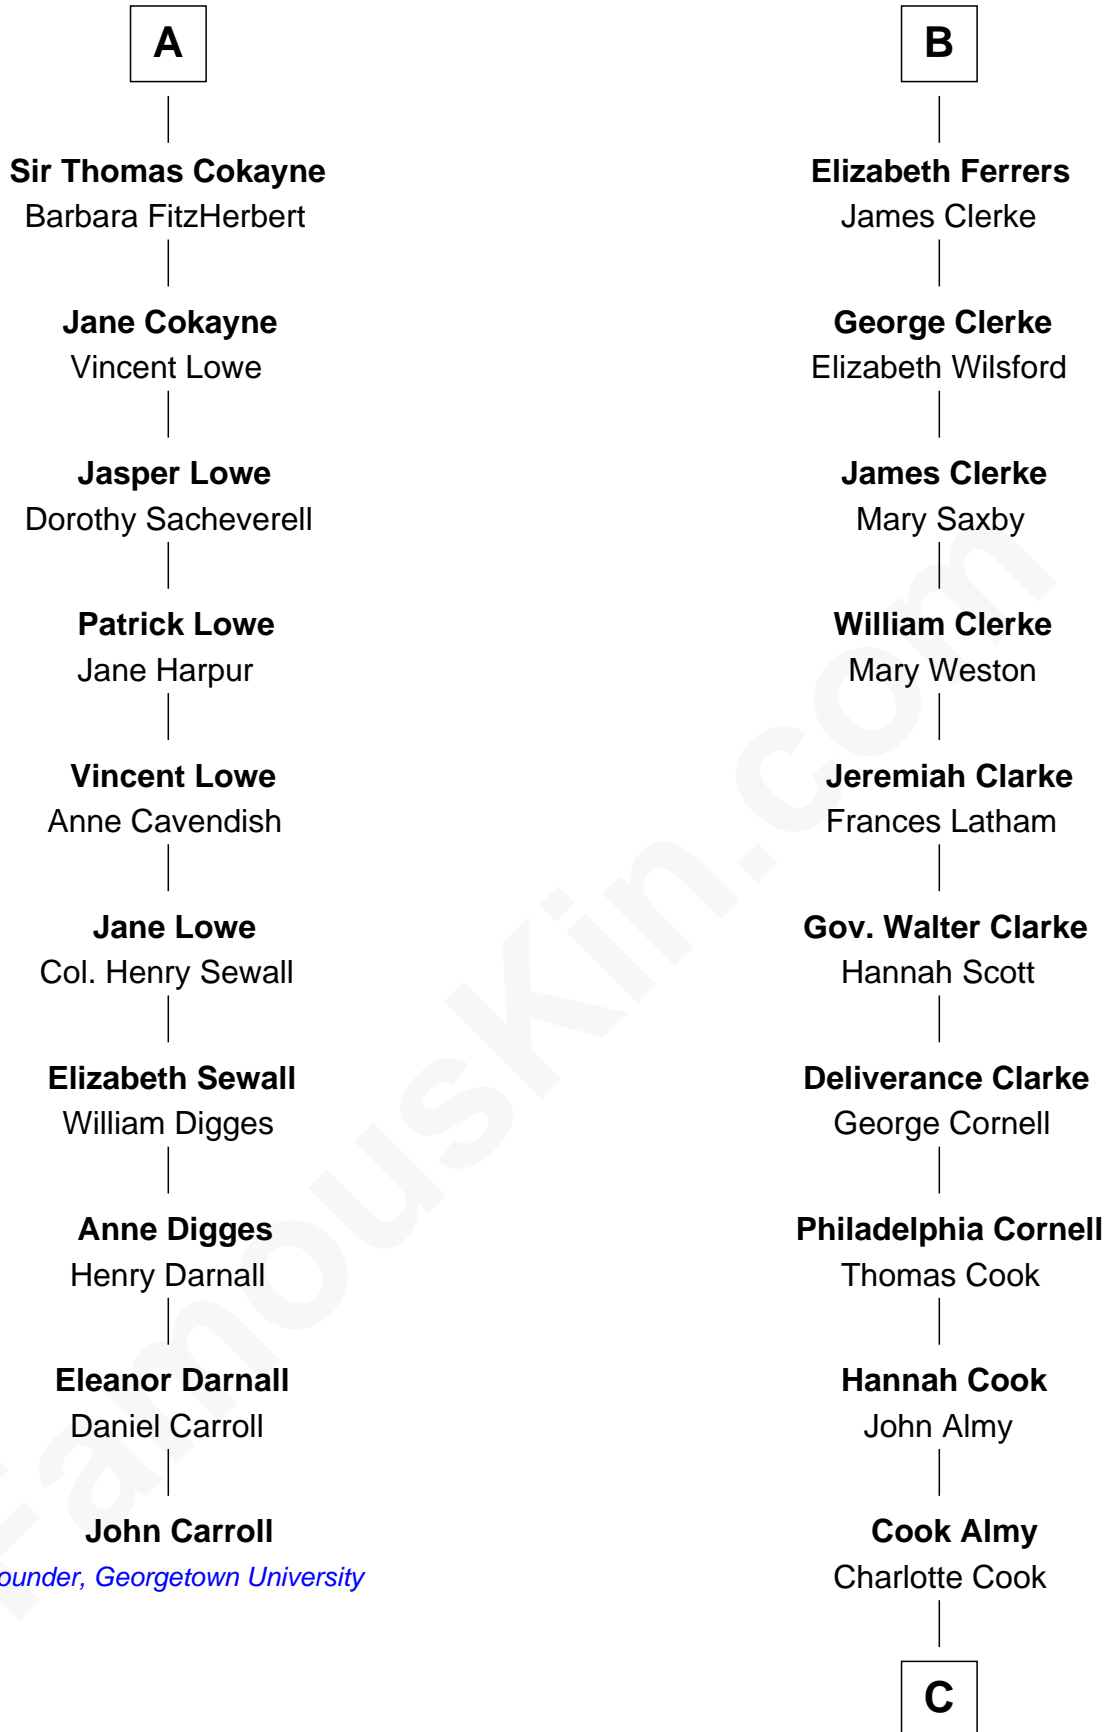 A
Sir Thomas Cokayne
Barbara FitzHerbert
Jane Cokayne
Vincent Lowe
Jasper Lowe
Dorothy Sacheverell
Patrick Lowe
Jane Harpur
Vincent Lowe
Anne Cavendish
Jane Lowe
Col. Henry Sewall
Elizabeth Sewall
William Digges
Anne Digges
Henry Darnall
Eleanor Darnall
Daniel Carroll
John Carroll
ounder, Georgetown University
B
Elizabeth Ferrers
James Clerke
George Clerke
Elizabeth Wilsford
James Clerke
Mary Saxby
William Clerke
Mary Weston
Jeremiah Clarke
Frances Latham
Gov. Walter Clarke
Hannah Scott
Deliverance Clarke
George Cornell
Philadelphia Cornell
Thomas Cook
Hannah Cook
John Almy
Cook Almy
Charlotte Cook
C
FamousKin.com